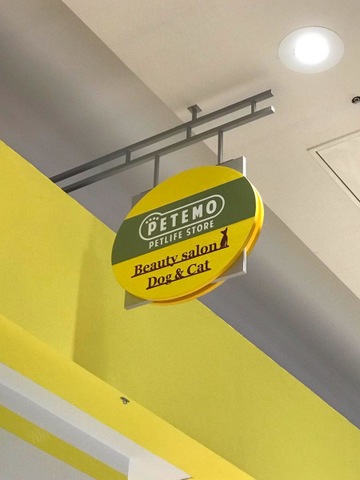 PETEMO
PETLIFE STORE
Beauty salon
Dog & Cat